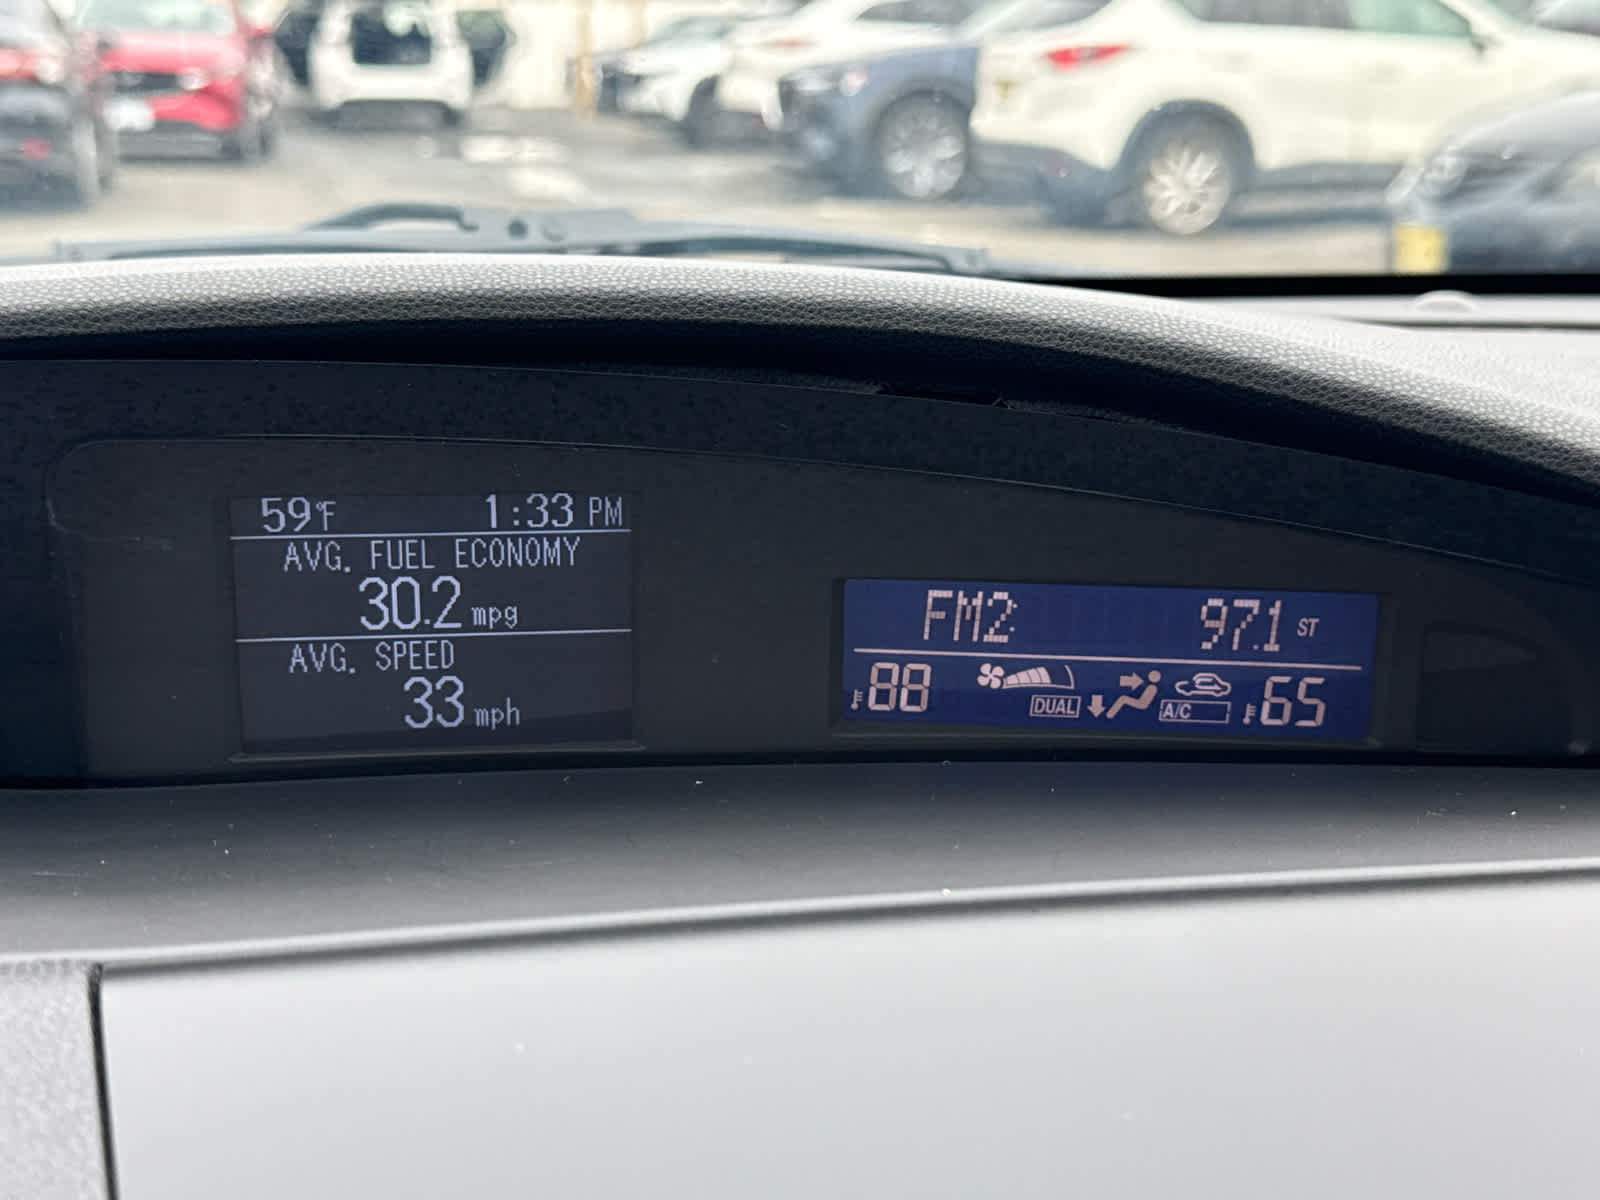 59°F 1:33 PM
AVG. FUEL ECONOMY
30.2 mpg
AVG. SPEED
33 mph
FM2 97.1 ST
88 DUAL A/C 65